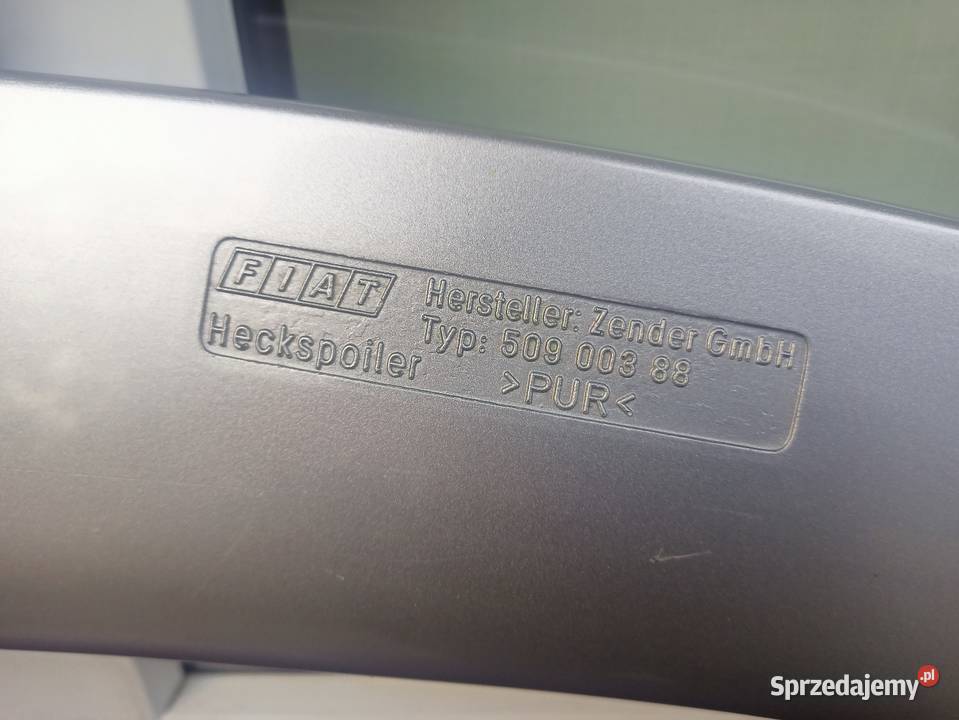 FIAT
Heckspoiler
Hersteller: Zender GmbH
Typ: 509 003 88
>PUR<
Sprzedajemy.pl